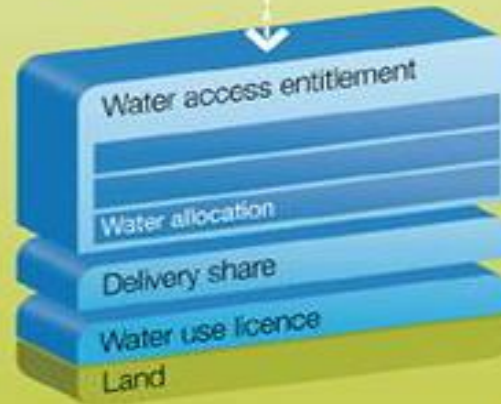 Water access entitlement
Water allocation
Delivery share
Water use licence
Land